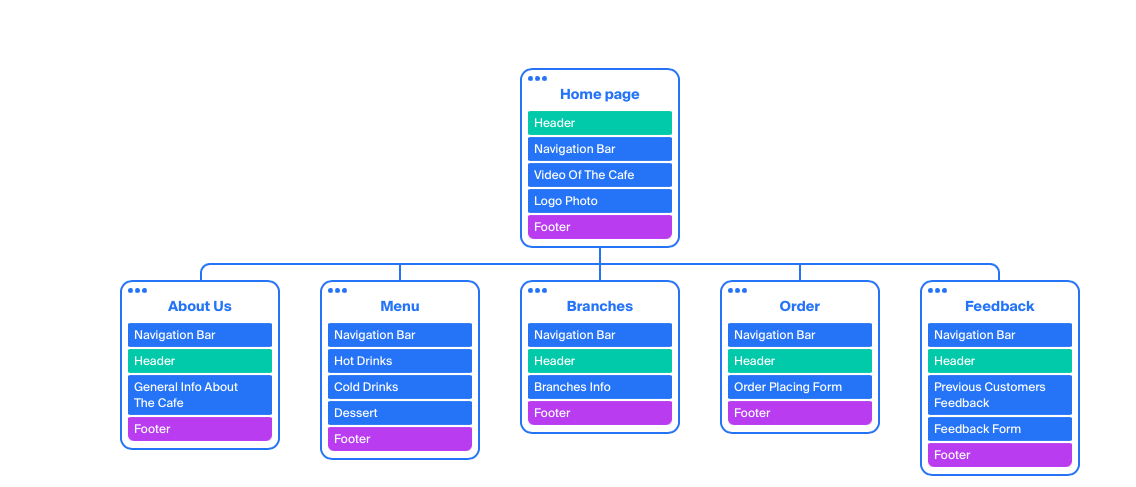 Home page
Header
Navigation Bar
Video Of The Cafe
Logo Photo
Footer
About Us
Navigation Bar
Header
General Info About
The Cafe
Footer
Menu
Navigation Bar
Hot Drinks
Cold Drinks
Dessert
Footer
Branches
Navigation Bar
Header
Branches Info
Footer
Order
Navigation Bar
Header
Order Placing Form
Footer
Feedback
Navigation Bar
Header
Previous Customers
Feedback
Feedback Form
Footer